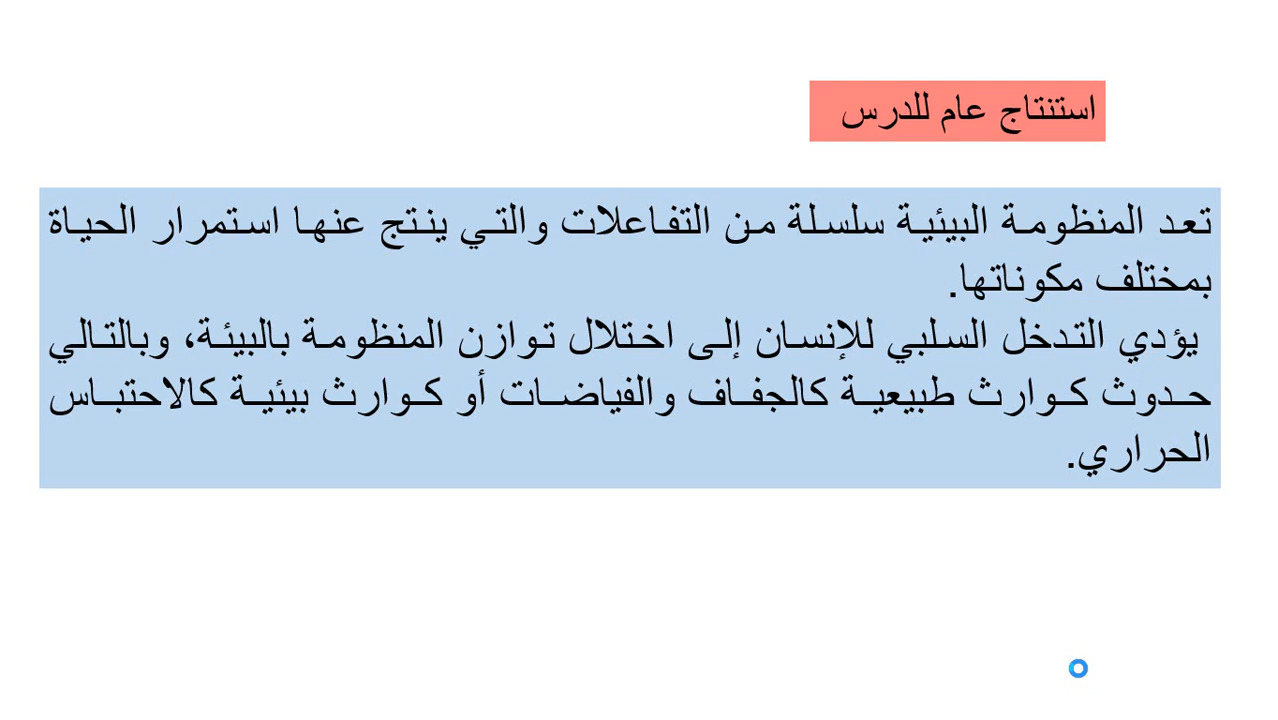 استنتاج عام للدرس
تعد المنظومة البيئية سلسلة من التفاعلات والتي ينتج عنها استمرار الحياة
بمختلف مكوناتها.
يؤدي التدخل السلبي للإنسان إلى اختلال توازن المنظومة بالبيئة، وبالتالي
حدوث كوارث طبيعية كالجفاف والفياضات أو كوارث بيئية كالاحتباس
الحراري.